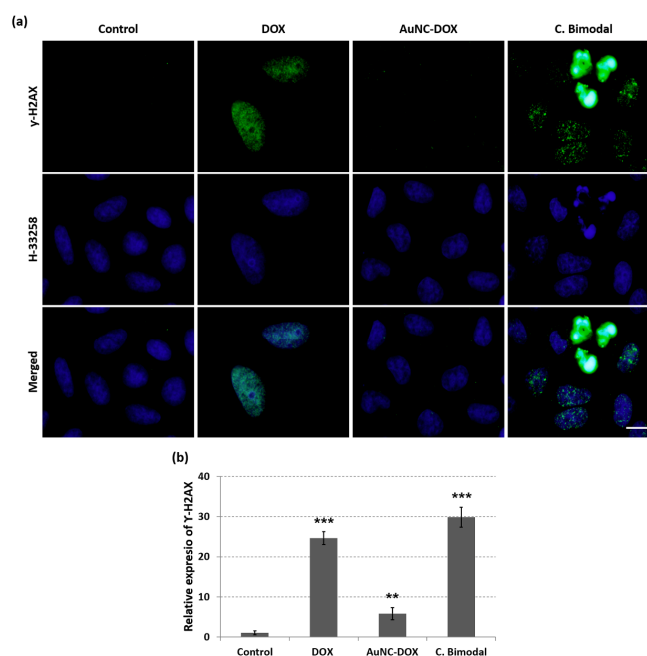 (a)
Control DOX AuNC-DOX C. Bimodal
γ-H2AX
H-33258
Merged
(b)
Relative expresio of Y-H2AX
40
30
20
10
0
***
**
***
Control DOX AuNC-DOX C. Bimodal